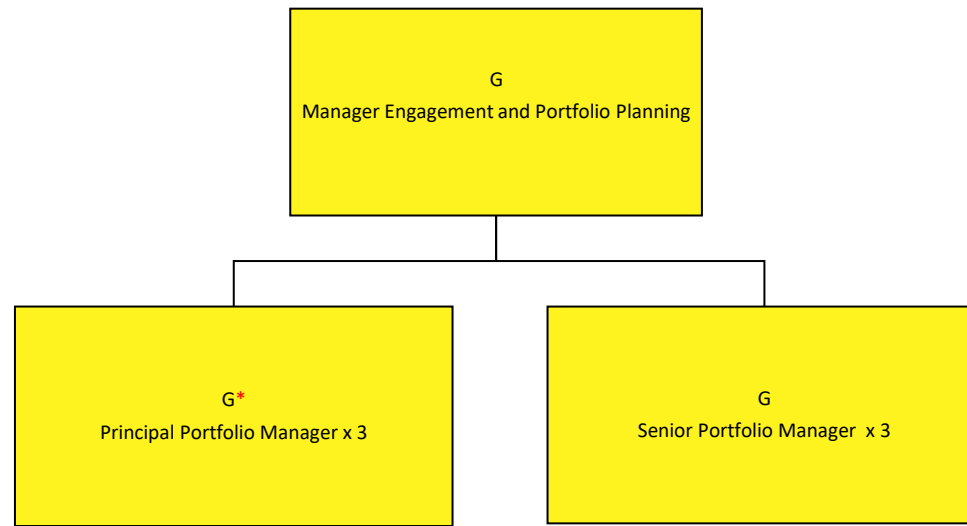 G
Manager Engagement and Portfolio Planning
G*
Principal Portfolio Manager x 3
G
Senior Portfolio Manager  x 3